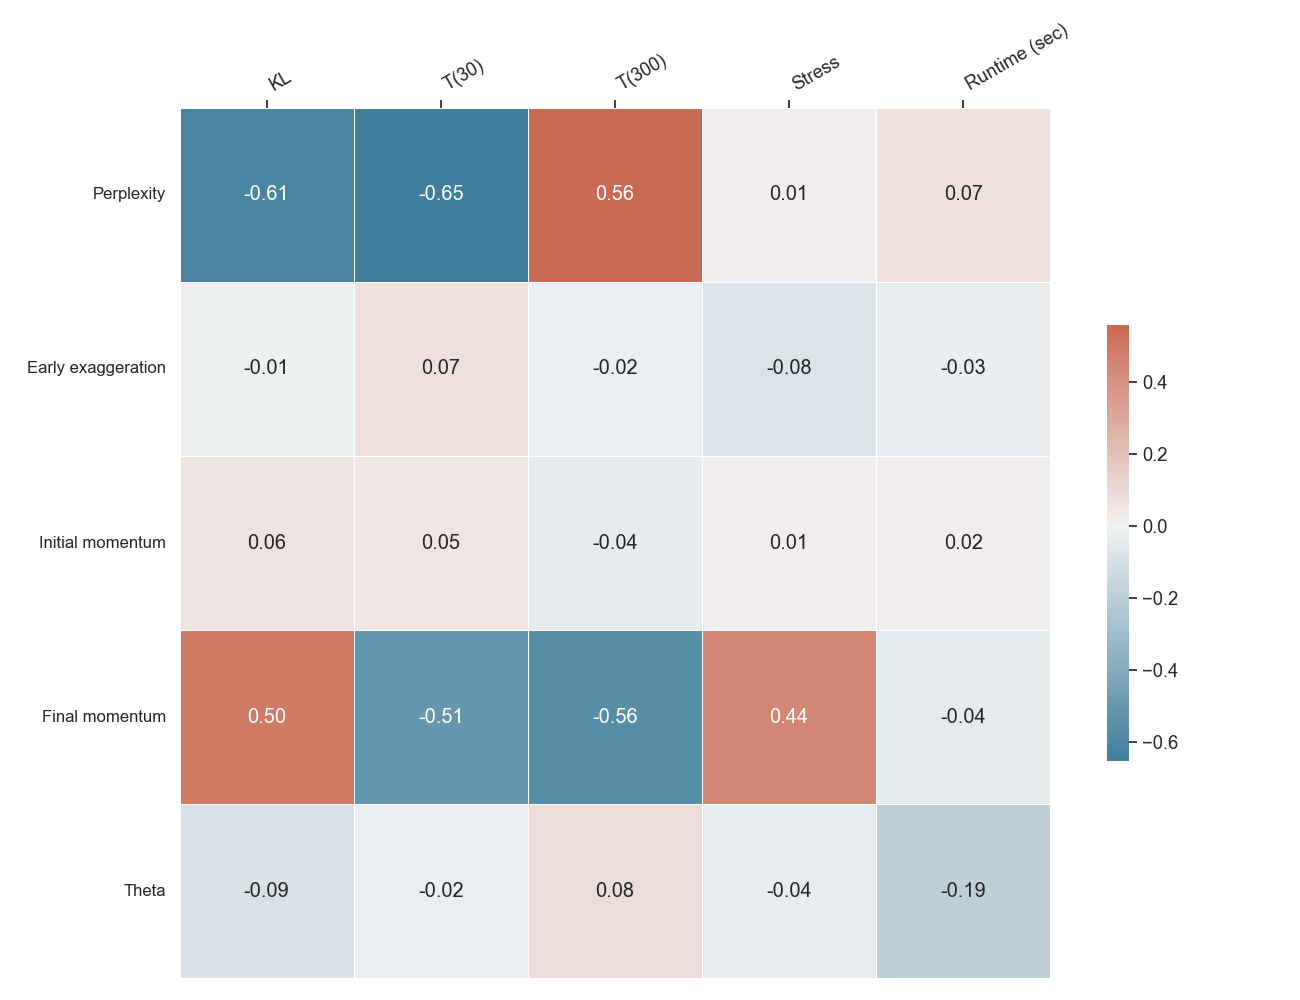 KL T(30) T(300) Stress Runtime (sec)
Perplexity -0.61 -0.65 0.56 0.01 0.07
Early exaggeration -0.01 0.07 -0.02 -0.08 -0.03
Initial momentum 0.06 0.05 -0.04 0.01 0.02
Final momentum 0.50 -0.51 -0.56 0.44 -0.04
Theta -0.09 -0.02 0.08 -0.04 -0.19
0.4
0.2
0.0
−0.2
−0.4
−0.6